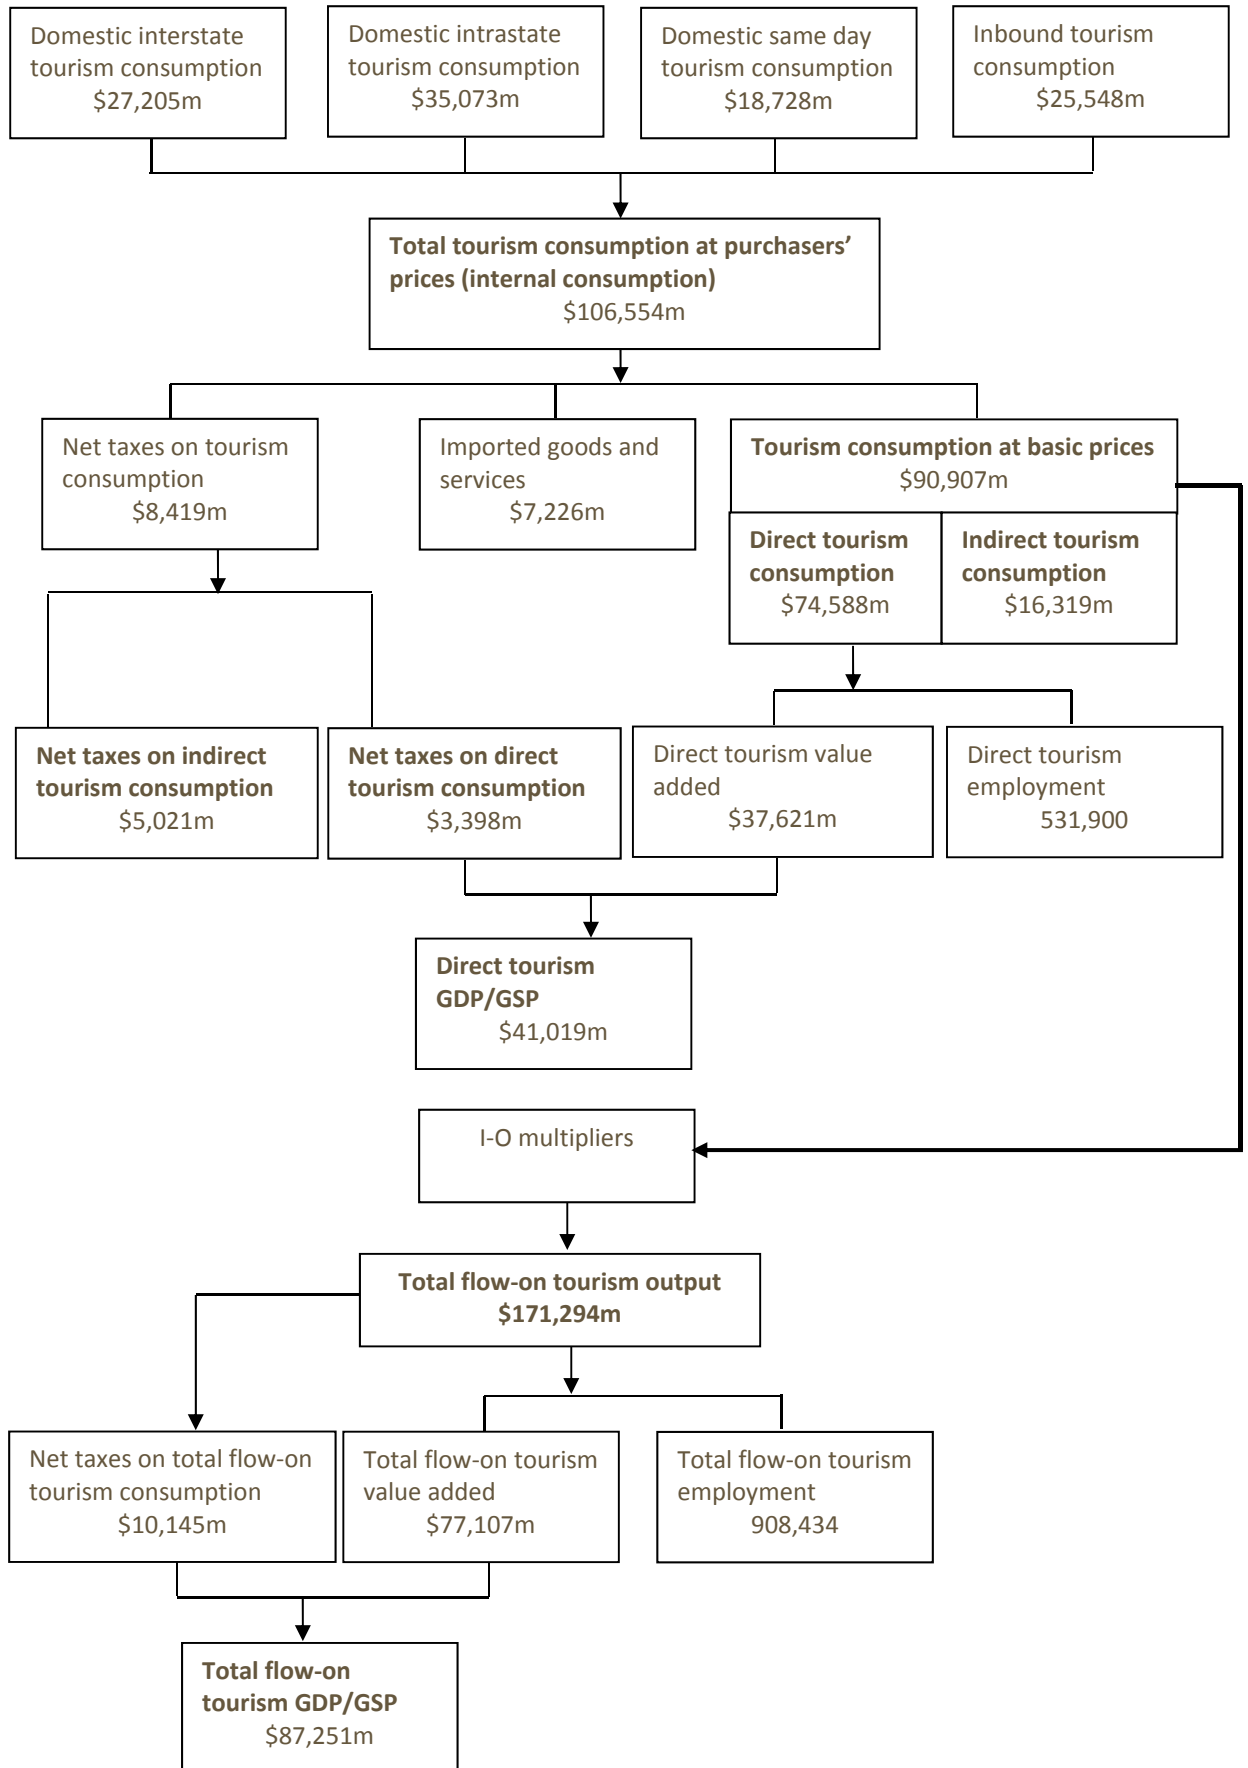 Domestic interstate
tourism consumption
$27,205m
Domestic intrastate
tourism consumption
$35,073m
Domestic same day
tourism consumption
$18,728m
Inbound tourism
consumption
$25,548m
Total tourism consumption at purchasers’
prices (internal consumption)
$106,554m
Net taxes on tourism
consumption
$8,419m
Imported goods and
services
$7,226m
Tourism consumption at basic prices
$90,907m
Direct tourism
consumption
$74,588m
Indirect tourism
consumption
$16,319m
Net taxes on indirect
tourism consumption
$5,021m
Net taxes on direct
tourism consumption
$3,398m
Direct tourism value
added
$37,621m
Direct tourism
employment
531,900
Direct tourism
GDP/GSP
$41,019m
I-O multipliers
Total flow-on tourism output
$171,294m
Net taxes on total flow-on
tourism consumption
$10,145m
Total flow-on tourism
value added
$77,107m
Total flow-on tourism
employment
908,434
Total flow-on
tourism GDP/GSP
$87,251m